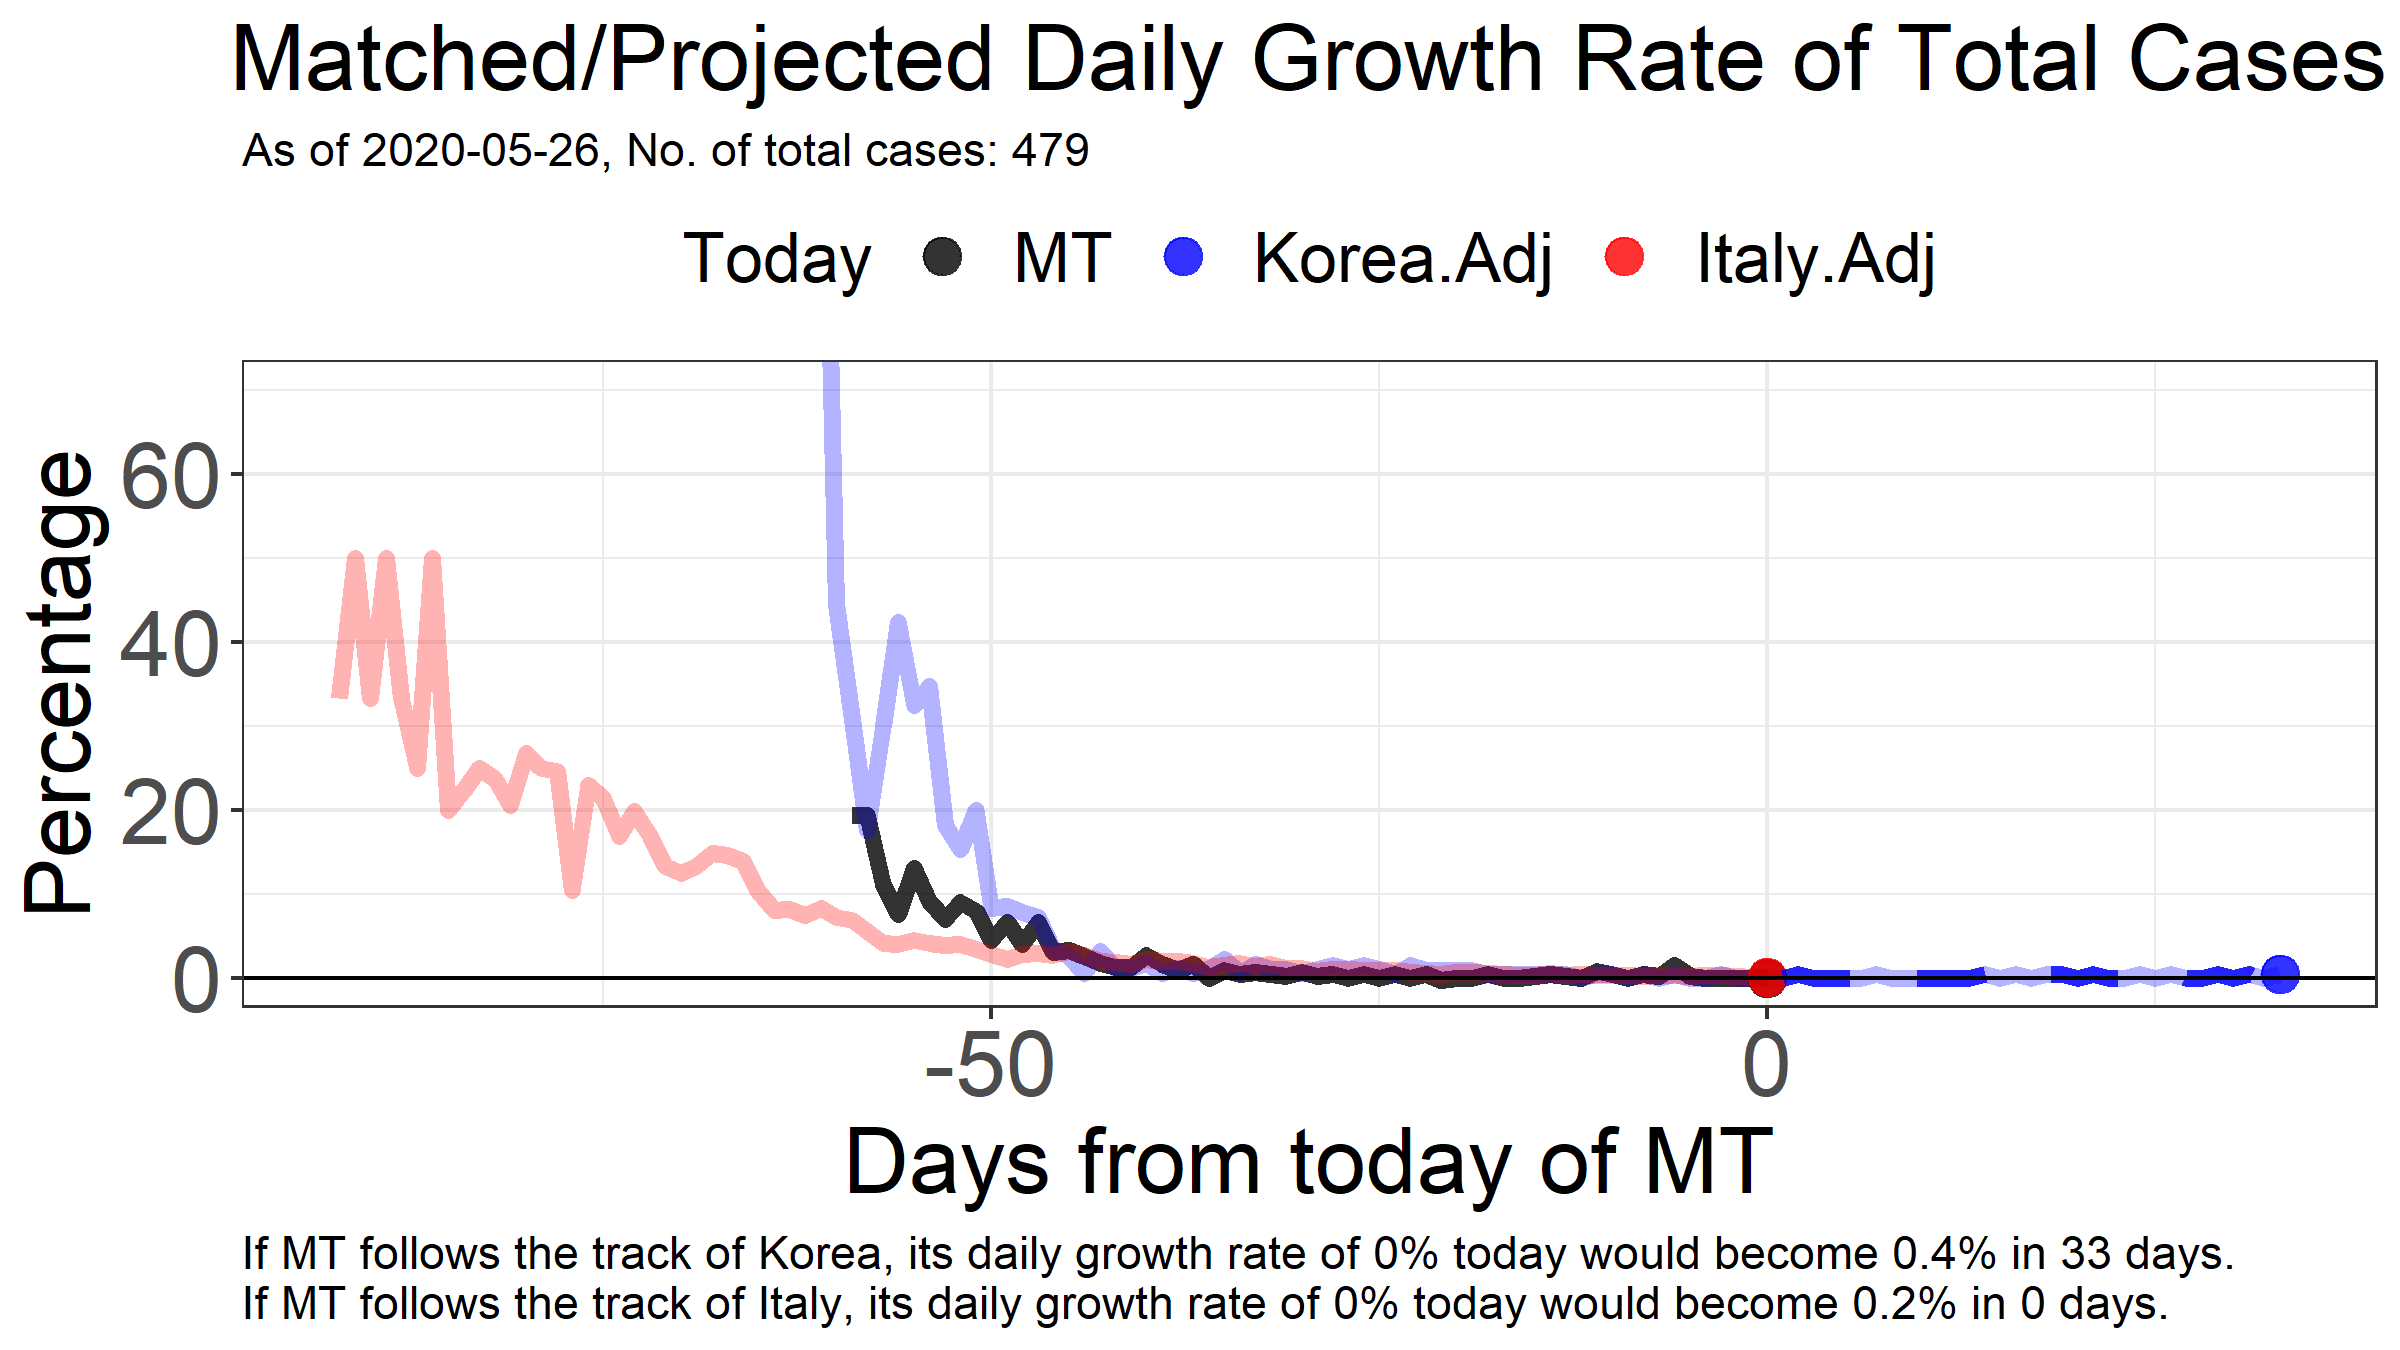 Matched/Projected Daily Growth Rate of Total Cases
As of 2020-05-26, No. of total cases: 479
Today MT Korea.Adj Italy.Adj
Percentage
60
40
20
0
-50 0
Days from today of MT
If MT follows the track of Korea, its daily growth rate of 0% today would become 0.4% in 33 days.
If MT follows the track of Italy, its daily growth rate of 0% today would become 0.2% in 0 days.